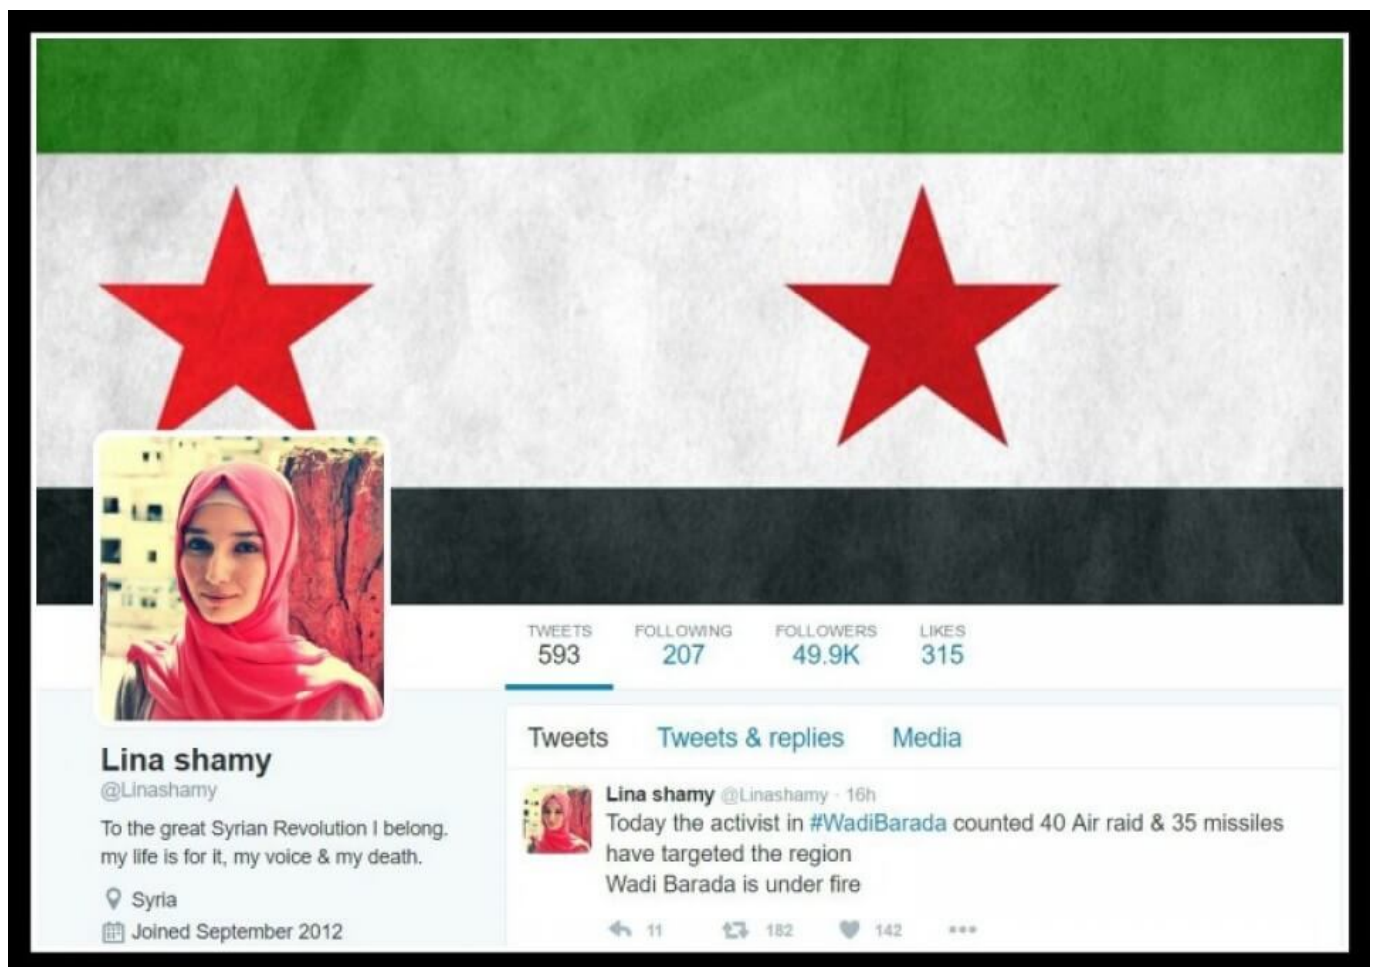 TWEETS FOLLOWING FOLLOWERS LIKES
593 207 49.9K 315
Lina shamy
@Linashamy
To the great Syrian Revolution I belong.
my life is for it, my voice & my death.
Syria
Joined September 2012
Tweets Tweets & replies Media
Lina shamy @Linashamy · 16h
Today the activist in #WadiBarada counted 40 Air raid & 35 missiles
have targeted the region
Wadi Barada is under fire
11 182 142